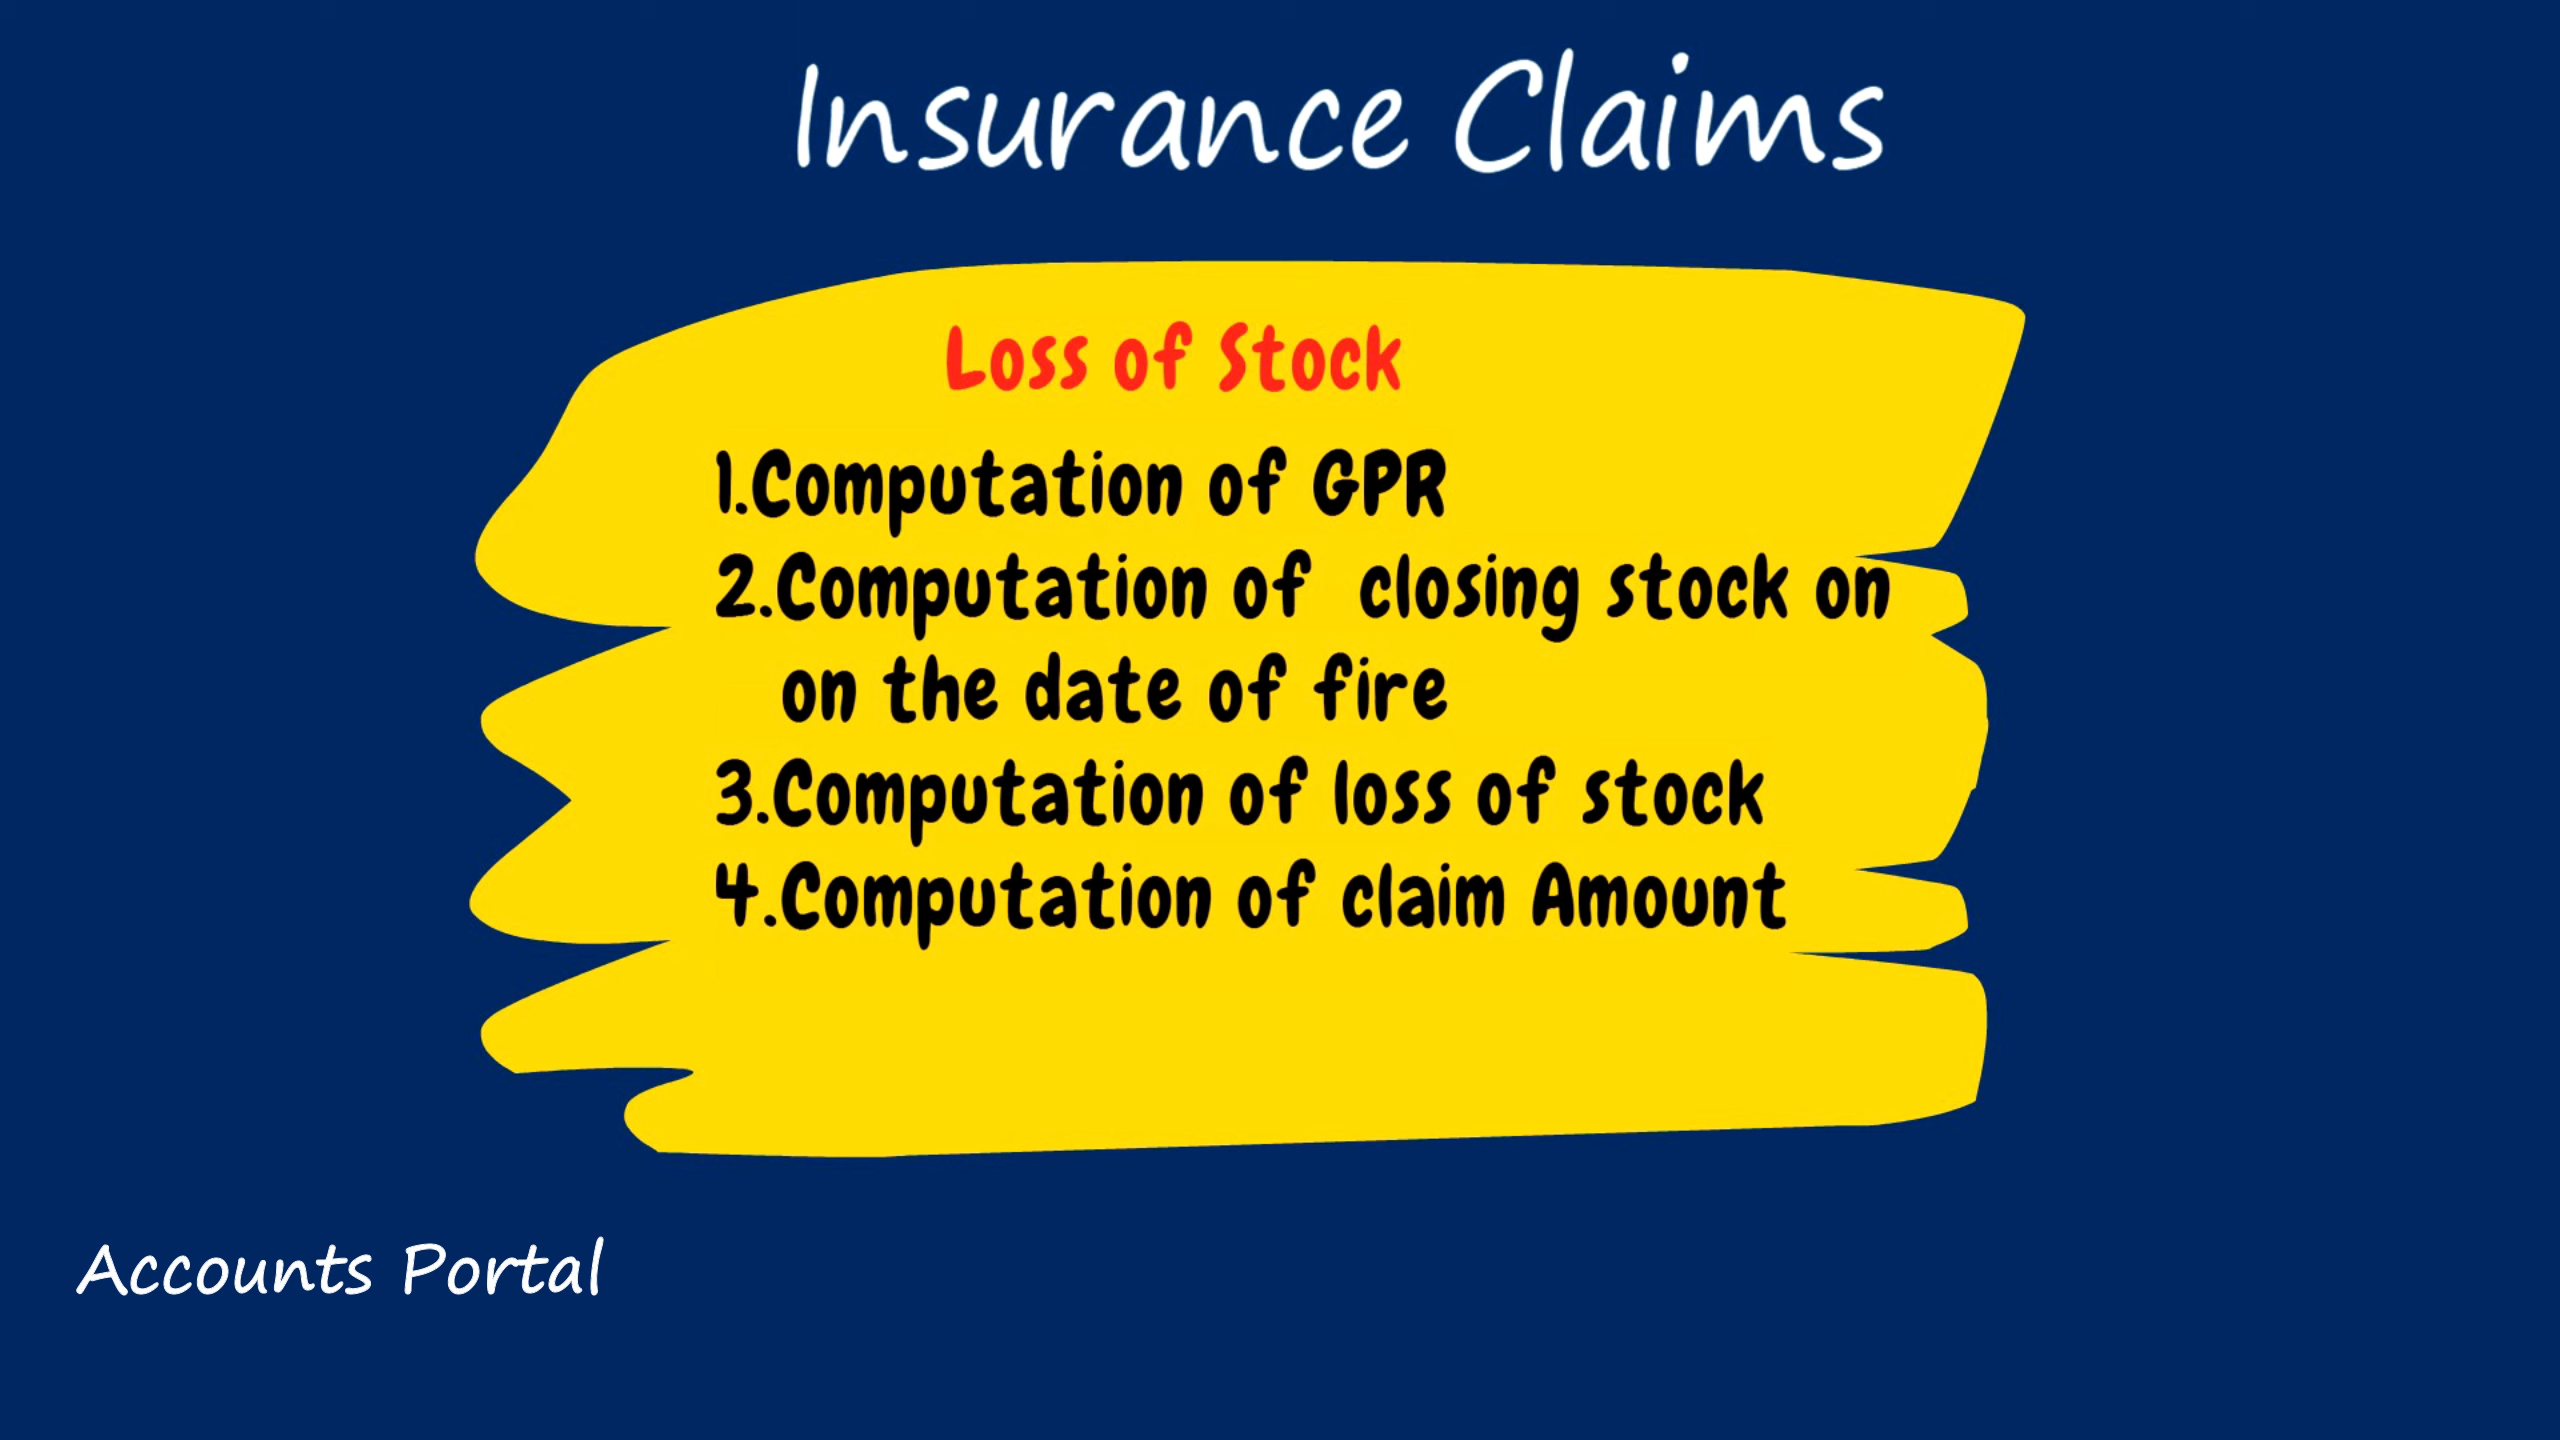 Insurance Claims
Loss of Stock
1.Computation of GPR
2.Computation of closing stock on
on the date of fire
3.Computation of loss of stock
4.Computation of claim Amount
Accounts Portal